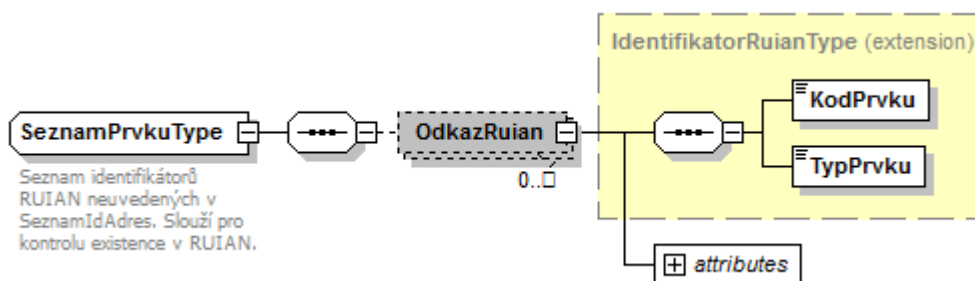 IdentifikatorRuianType (extension)
KodPrvku
SeznamPrvkuType
OdkazRuian
TypPrvku
0..□
Seznam identifikátorů
RUIAN neuvedených v
SeznamIdAdres. Slouží pro
kontrolu existence v RUIAN.
attributes